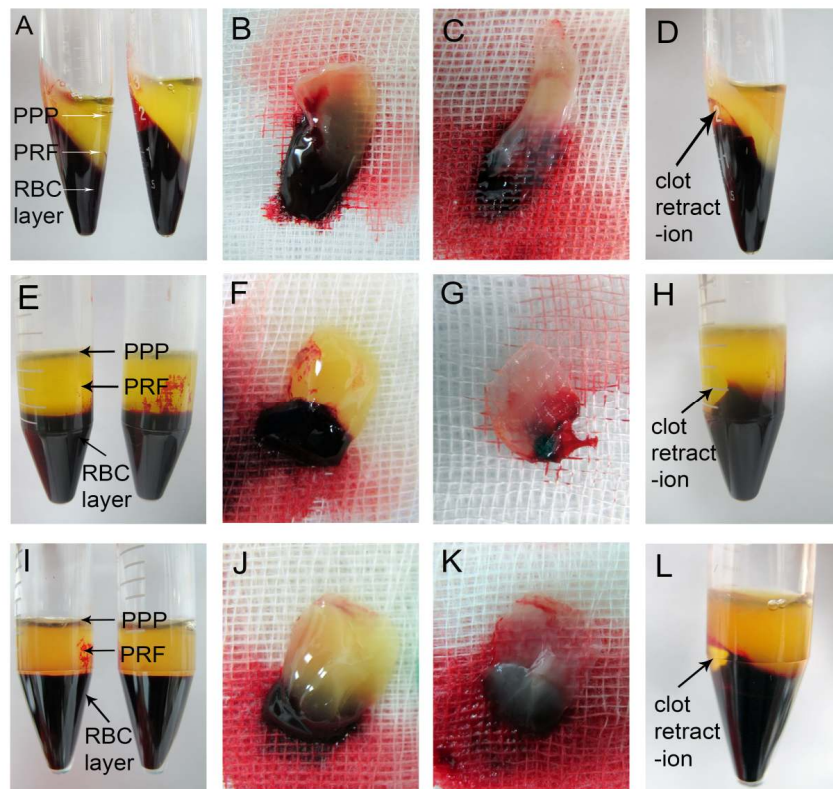 A
PPP
PRF
RBC
layer
B
C
D
clot
retract
-ion
E
PPP
PRF
RBC
layer
F
G
H
clot
retract
-ion
I
PPP
PRF
RBC
layer
J
K
L
clot
retract
-ion